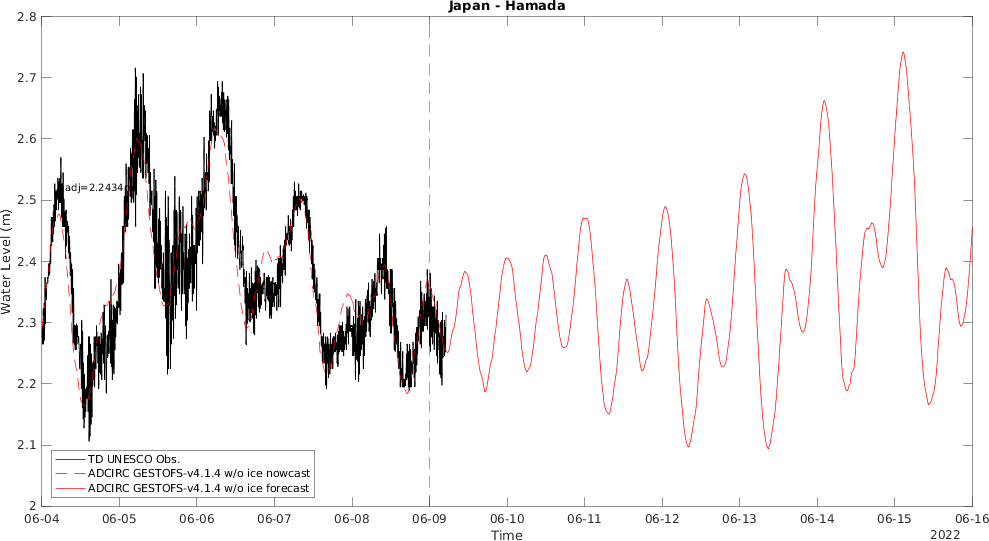 Japan - Hamada
2.8
2.7
2.6
2.5
2.4
2.3
2.2
2.1
2
Water Level (m)
adj=2.2434
TD UNESCO Obs.
ADCIRC GESTOFS-v4.1.4 w/o ice nowcast
ADCIRC GESTOFS-v4.1.4 w/o ice forecast
06-04 06-05 06-06 06-07 06-08 06-09 06-10 06-11 06-12 06-13 06-14 06-15 06-16
Time
2022